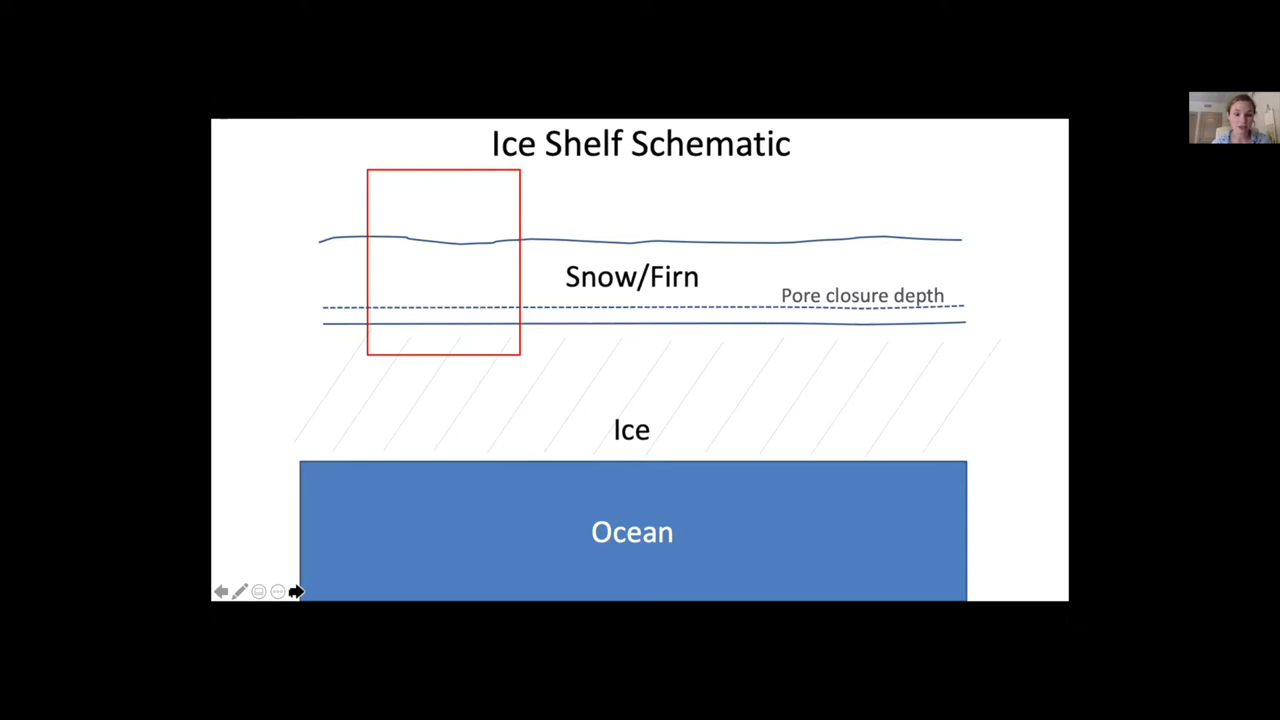 Ice Shelf Schematic
Snow/Firn
Pore closure depth
Ice
Ocean